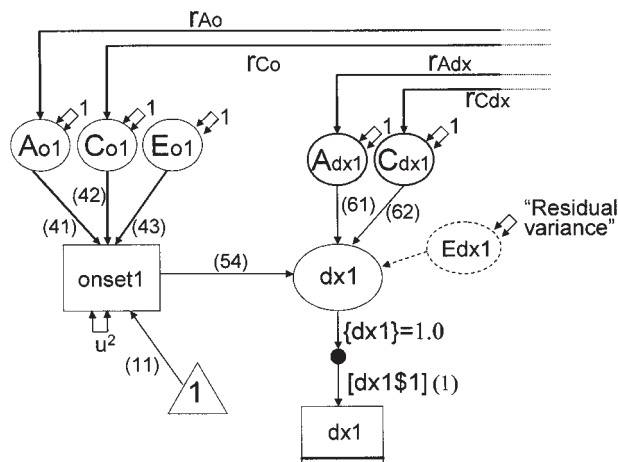 rAo
rCo
rAdx
rCdx
1 1 1 1 1
Ao1 Co1 Eo1 Adx1 Cdx1
(41) (42) (43) (61) (62)
"Residual
variance"
Edx1
onset1 (54) dx1
u²
(11)
1
{dx1}=1.0
[dx1$1] (1)
dx1